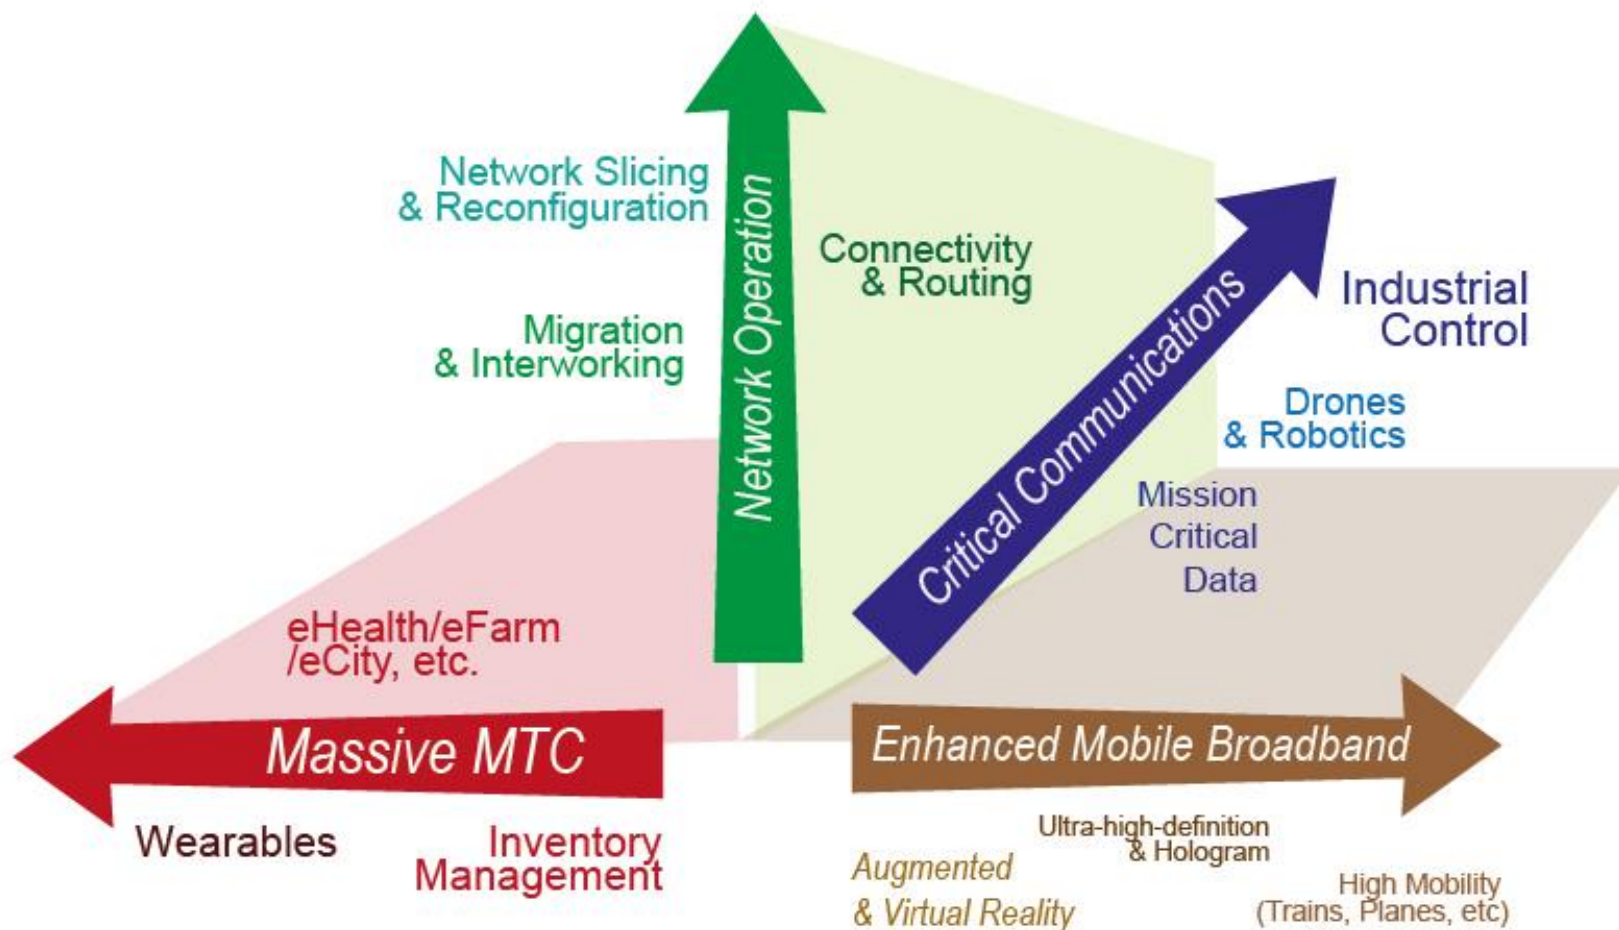 Network Slicing
& Reconfiguration
Network Operation
Connectivity
& Routing
Migration
& Interworking
Critical Communications
Industrial
Control
Drones
& Robotics
Mission
Critical
Data
eHealth/eFarm
/eCity, etc.
Massive MTC
Enhanced Mobile Broadband
Wearables
Inventory
Management
Ultra-high-definition
& Hologram
Augmented
& Virtual Reality
High Mobility
(Trains, Planes, etc)